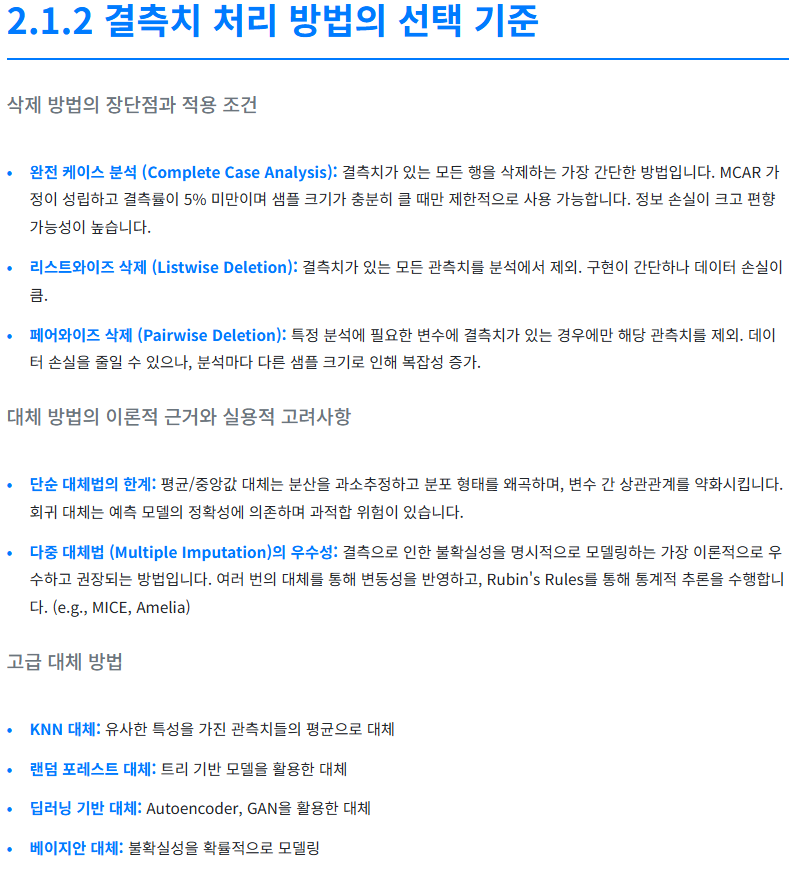 2.1.2 결측치 처리 방법의 선택 기준
삭제 방법의 장단점과 적용 조건
• 완전 케이스 분석 (Complete Case Analysis): 결측치가 있는 모든 행을 삭제하는 가장 간단한 방법입니다. MCAR 가
정이 성립하고 결측률이 5% 미만이며 샘플 크기가 충분히 클 때만 제한적으로 사용 가능합니다. 정보 손실이 크고 편향
가능성이 높습니다.
• 리스트와이즈 삭제 (Listwise Deletion): 결측치가 있는 모든 관측치를 분석에서 제외. 구현이 간단하나 데이터 손실이
큼.
• 페어와이즈 삭제 (Pairwise Deletion): 특정 분석에 필요한 변수에 결측치가 있는 경우에만 해당 관측치를 제외. 데이
터 손실을 줄일 수 있으나, 분석마다 다른 샘플 크기로 인해 복잡성 증가.
대체 방법의 이론적 근거와 실용적 고려사항
• 단순 대체법의 한계: 평균/중앙값 대체는 분산을 과소추정하고 분포 형태를 왜곡하며, 변수 간 상관관계를 약화시킵니다.
회귀 대체는 예측 모델의 정확성에 의존하며 과적합 위험이 있습니다.
• 다중 대체법 (Multiple Imputation)의 우수성: 결측으로 인한 불확실성을 명시적으로 모델링하는 가장 이론적으로 우
수하고 권장되는 방법입니다. 여러 번의 대체를 통해 변동성을 반영하고, Rubin's Rules를 통해 통계적 추론을 수행합니
다. (e.g., MICE, Amelia)
고급 대체 방법
• KNN 대체: 유사한 특성을 가진 관측치들의 평균으로 대체
• 랜덤 포레스트 대체: 트리 기반 모델을 활용한 대체
• 딥러닝 기반 대체: Autoencoder, GAN을 활용한 대체
• 베이지안 대체: 불확실성을 확률적으로 모델링